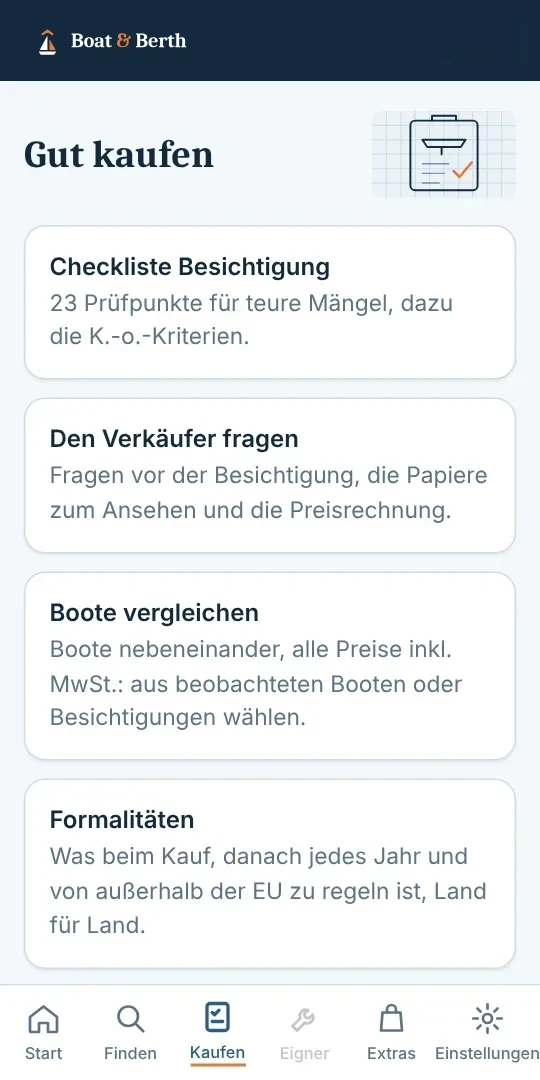 Boat & Berth
Gut kaufen
Checkliste Besichtigung
23 Prüfpunkte für teure Mängel, dazu
die K.-o.-Kriterien.
Den Verkäufer fragen
Fragen vor der Besichtigung, die Papiere
zum Ansehen und die Preisrechnung.
Boote vergleichen
Boote nebeneinander, alle Preise inkl.
MwSt.: aus beobachteten Booten oder
Besichtigungen wählen.
Formalitäten
Was beim Kauf, danach jedes Jahr und
von außerhalb der EU zu regeln ist, Land
für Land.
Start
Finden
Kaufen
Eigner
Extras
Einstellungen